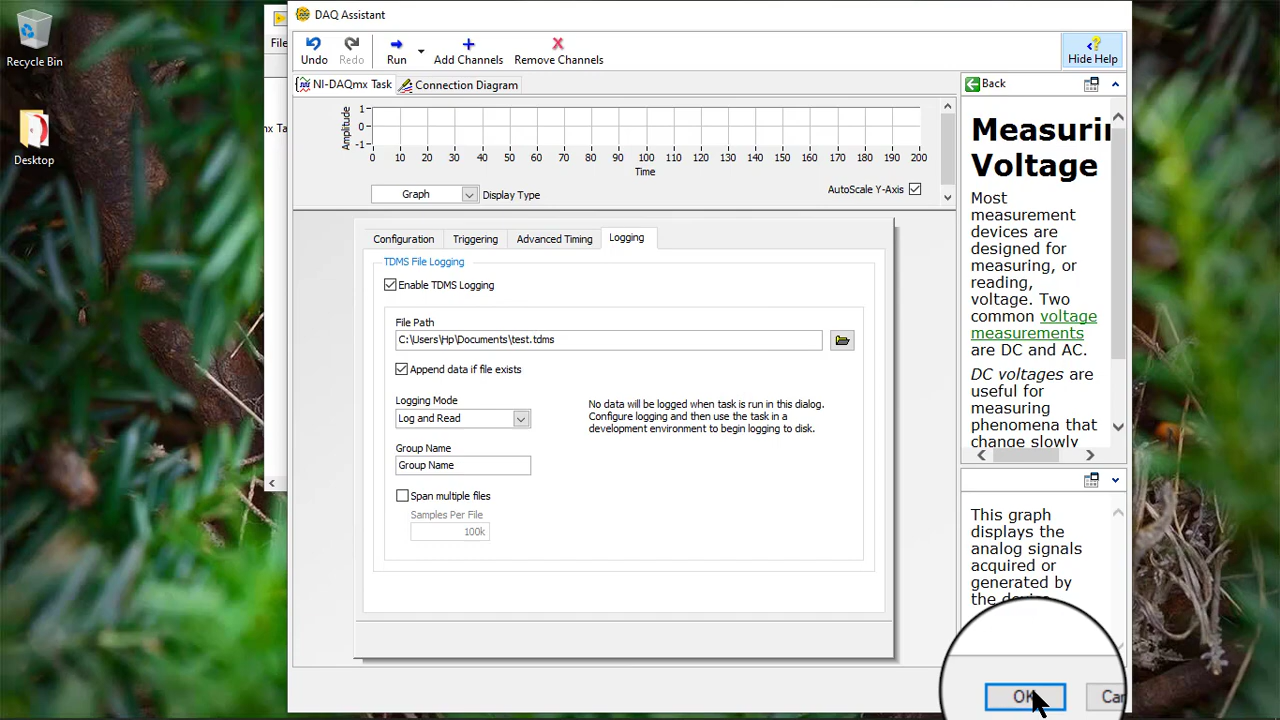 Recycle Bin
Desktop
File
DAQ Assistant
Undo
Redo
Run
Add Channels
Remove Channels
Hide Help
NI-DAQmx Task
Connection Diagram
Amplitude
1
0
-1
0 10 20 30 40 50 60 70 80 90 100 110 120 130 140 150 160 170 180 190 200
Time
Graph
Display Type
AutoScale Y-Axis
Configuration
Triggering
Advanced Timing
Logging
TDMS File Logging
Enable TDMS Logging
File Path
C:\Users\Hp\Documents\test.tdms
Append data if file exists
Logging Mode
Log and Read
No data will be logged when task is run in this dialog.
Configure logging and then use the task in a
development environment to begin logging to disk.
Group Name
Group Name
Span multiple files
Samples Per File
100k
Back
Measurin
Voltage
Most
measurement
devices are
designed for
measuring, or
reading,
voltage. Two
common voltage
measurements
are DC and AC.
DC voltages are
useful for
measuring
phenomena that
change slowly
This graph
displays the
analog signals
acquired or
generated by
the device
OK